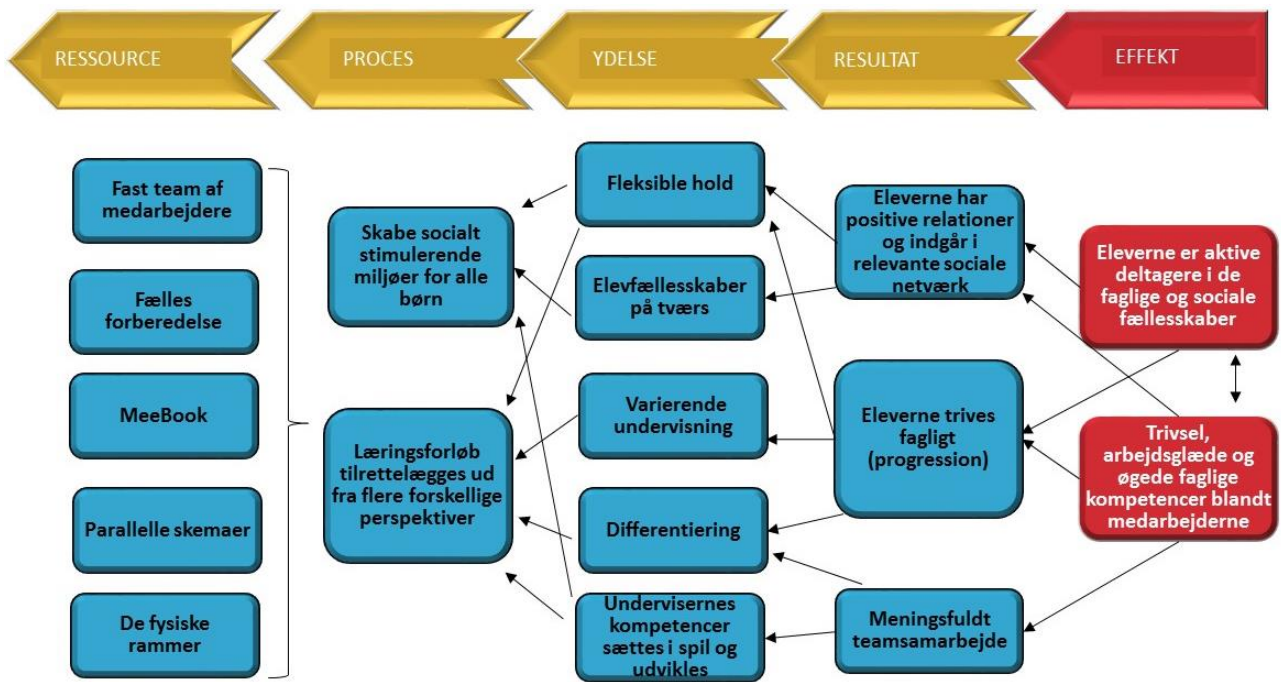 RESSOURCE
PROCES
YDELSE
RESULTAT
EFFEKT
Fast team af
medarbejdere
Fælles
forberedelse
MeeBook
Parallelle skemaer
De fysiske
rammer
Skabe socialt
stimulerende
miljøer for alle
børn
Læringsforløb
tilrettelægges ud
fra flere forskellige
perspektiver
Fleksible hold
Elevfællesskaber
på tværs
Varierende
undervisning
Differentiering
Undervisernes
kompetencer
sættes i spil og
udvikles
Eleverne har
positive relationer
og indgår i
relevante sociale
netværk
Eleverne trives
fagligt
(progression)
Meningsfuldt
teamsamarbejde
Eleverne er aktive
deltagere i de
faglige og sociale
fællesskaber
Trivsel,
arbejdsglæde og
øgede faglige
kompetencer blandt
medarbejderne